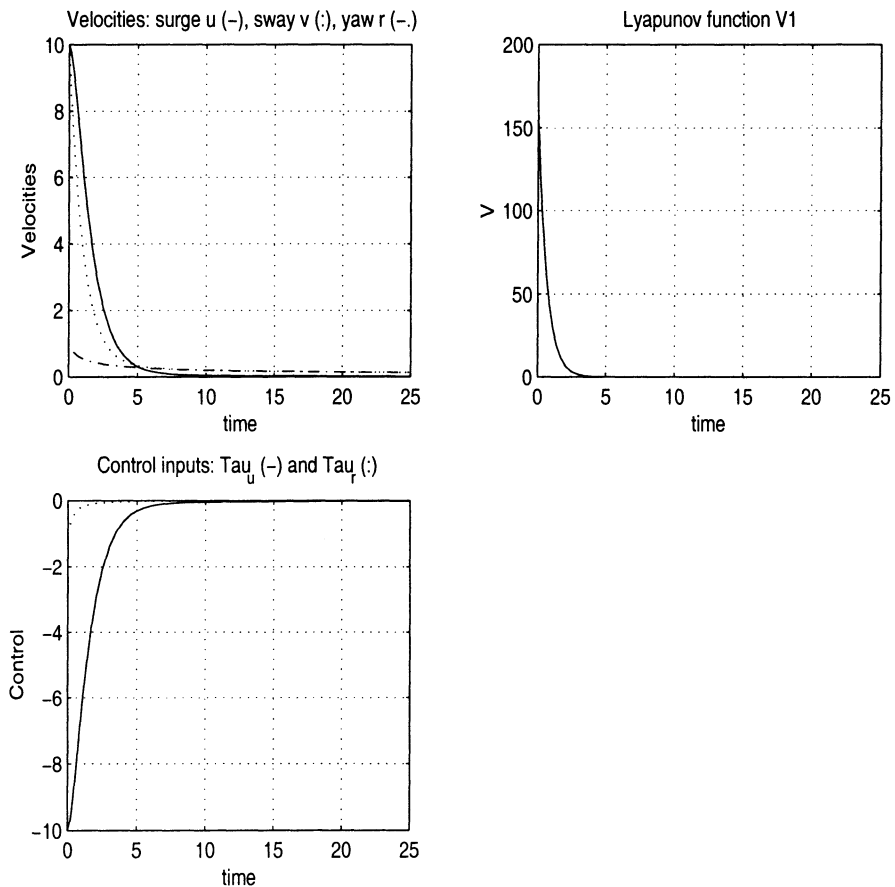 Velocities: surge u (−), sway v (:), yaw r (−.)
10
8
6
4
2
0
Velocities
0 5 10 15 20 25
time
Lyapunov function V1
200
150
100
50
0
V
0 5 10 15 20 25
time
Control inputs: Tau_u (−) and Tau_r (:)
0
−2
−4
−6
−8
−10
Control
0 5 10 15 20 25
time